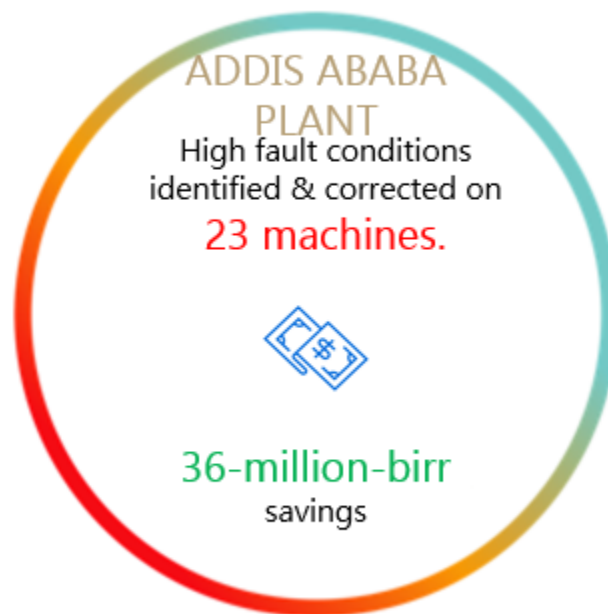 ADDIS ABABA
PLANT
High fault conditions
identified & corrected on
23 machines.
$
36-million-birr
savings